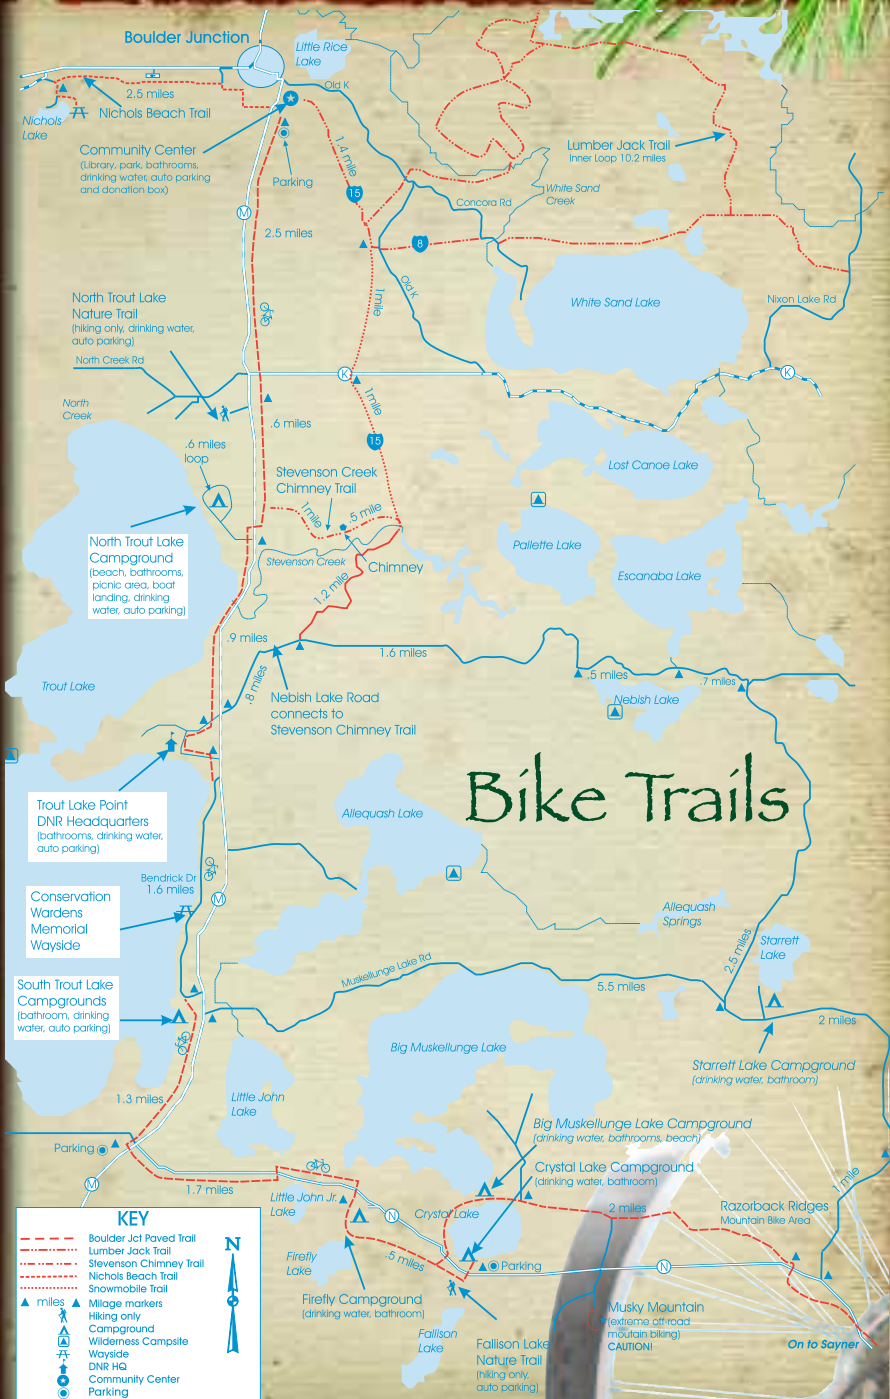 Boulder Junction
Little Rice
Lake
Old K
2.5 miles
Nichols Beach Trail
Nichols
Lake
Community Center
(Library, park, bathrooms,
drinking water, auto parking
and donation box)
Parking
1.4 mile
15
Lumber Jack Trail
Inner Loop 10.2 miles
White Sand
Creek
Concora Rd
M
2.5 miles
8
Old K
1 mile
White Sand Lake
Nixon Lake Rd
North Trout Lake
Nature Trail
(hiking only, drinking water,
auto parking)
North Creek Rd
K
K
North
Creek
1 mile
.6 miles
15
.6 miles
loop
Lost Canoe Lake
Stevenson Creek
Chimney Trail
1 mile
.5 mile
North Trout Lake
Campground
(beach, bathrooms,
picnic area, boat
landing, drinking
water, auto parking)
Pallette Lake
Stevenson Creek
Chimney
Escanaba Lake
1.2 mile
.9 miles
1.6 miles
.8 miles
.5 miles
.7 miles
Trout Lake
Nebish Lake Road
connects to
Stevenson Chimney Trail
Nebish Lake
Bike Trails
Trout Lake Point
DNR Headquarters
(bathrooms, drinking water,
auto parking)
Allequash Lake
Bendrick Dr
1.6 miles
M
Conservation
Wardens
Memorial
Wayside
Allequash
Springs
2.5 miles
Starrett
Lake
Muskellunge Lake Rd
5.5 miles
South Trout Lake
Campgrounds
(bathroom, drinking
water, auto parking)
2 miles
Big Muskellunge Lake
Starrett Lake Campground
(drinking water, bathroom)
1.3 miles
Little John
Lake
Big Muskellunge Lake Campground
(drinking water, bathrooms, beach)
Parking
Crystal Lake Campground
(drinking water, bathroom)
M
1.7 miles
Little John Jr.
Lake
1 mile
N
Crystal Lake
2 miles
Razorback Ridges
Mountain Bike Area
Firefly
Lake
.5 miles
Parking
N
Firefly Campground
(drinking water, bathroom)
Musky Mountain
(extreme off-road
moutain biking)
CAUTION!
Fallison
Lake
Fallison Lake
Nature Trail
(hiking only,
auto parking)
On to Sayner
KEY
N
Boulder Jct Paved Trail
Lumber Jack Trail
Stevenson Chimney Trail
Nichols Beach Trail
Snowmobile Trail
miles Milage markers
Hiking only
Campground
Wilderness Campsite
Wayside
DNR HQ
Community Center
Parking